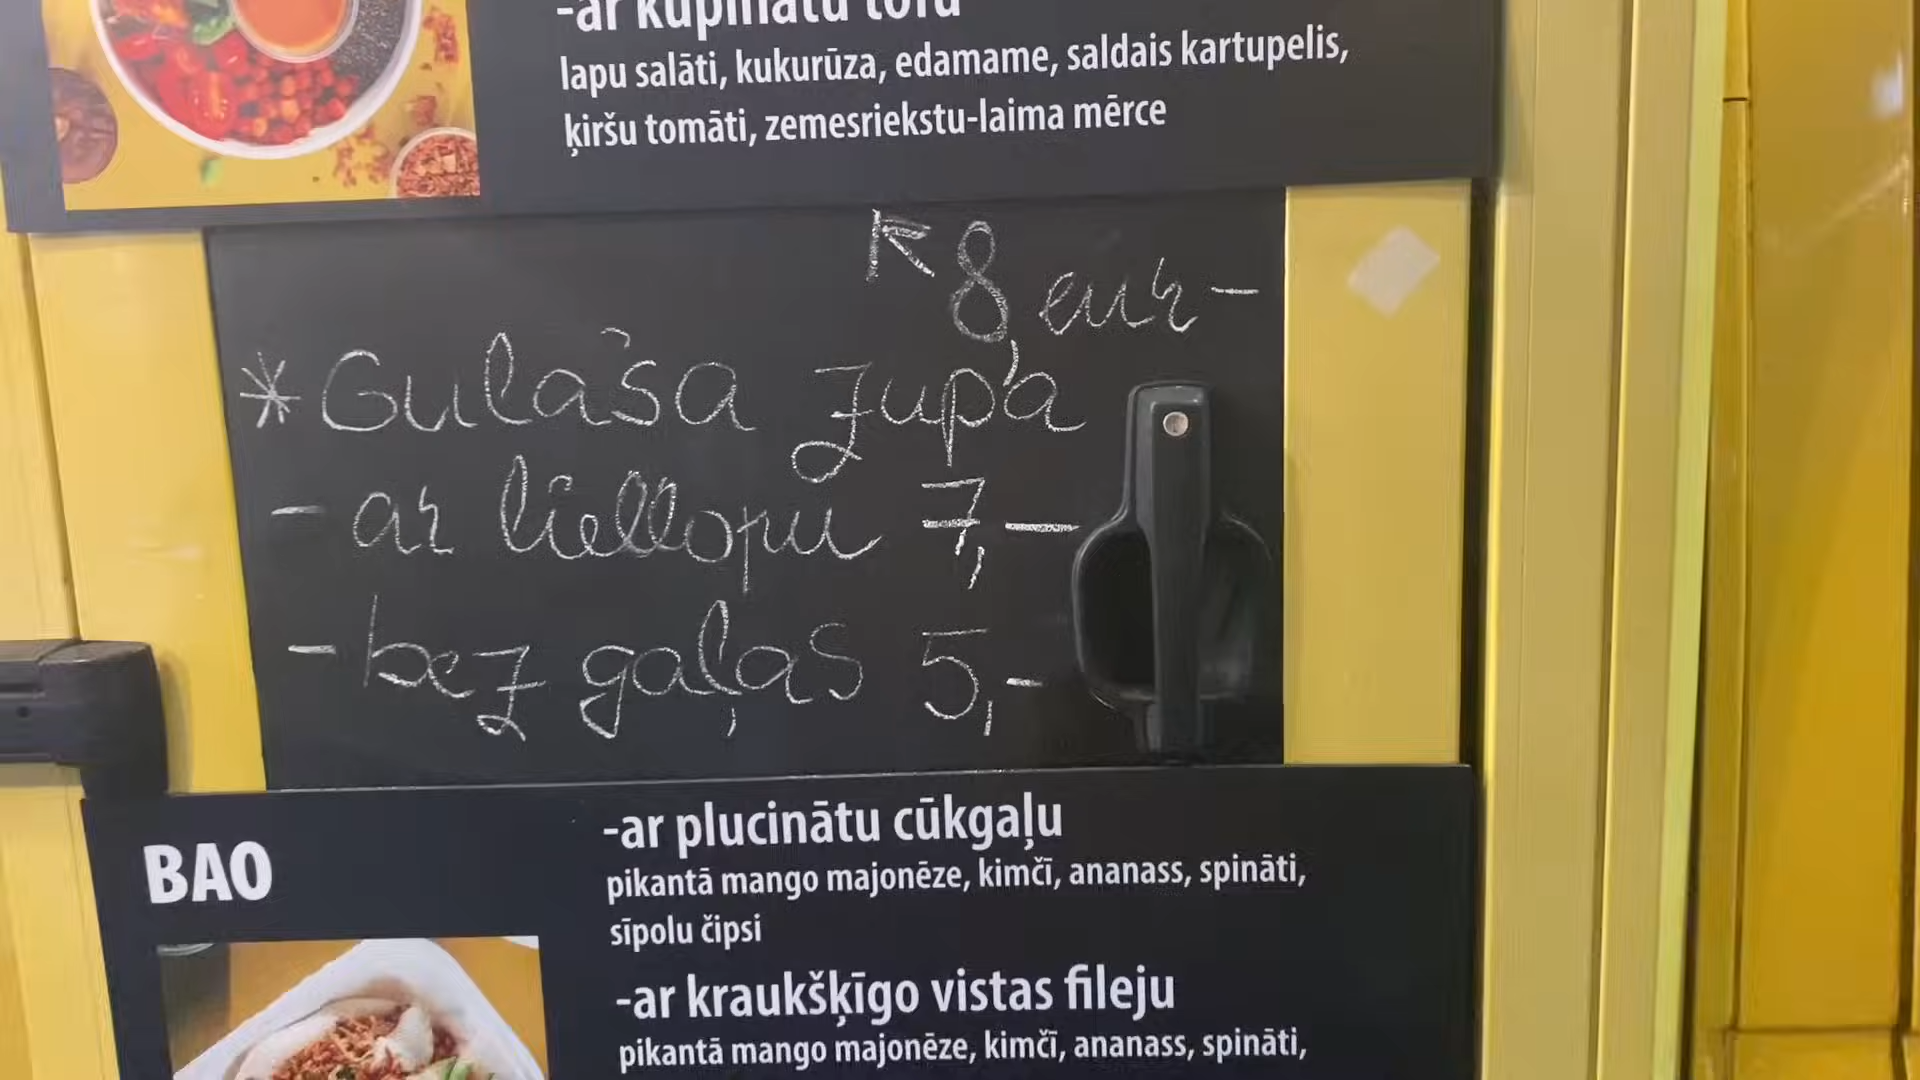 -ar kūpinātu tofu
lapu salāti, kukurūza, edamame, saldais kartupelis,
ķiršu tomāti, zemesriekstu-laima mērce
8, eur -
* Gulaša zupa
- ar liellopu 7,-
- bez gaļas 5,-
BAO
-ar plucinātu cūkgaļu
pikantā mango majonēze, kimčī, ananass, spināti,
sīpolu čipsi
-ar kraukšķīgo vistas fileju
pikantā mango majonēze, kimčī, ananass, spināti,